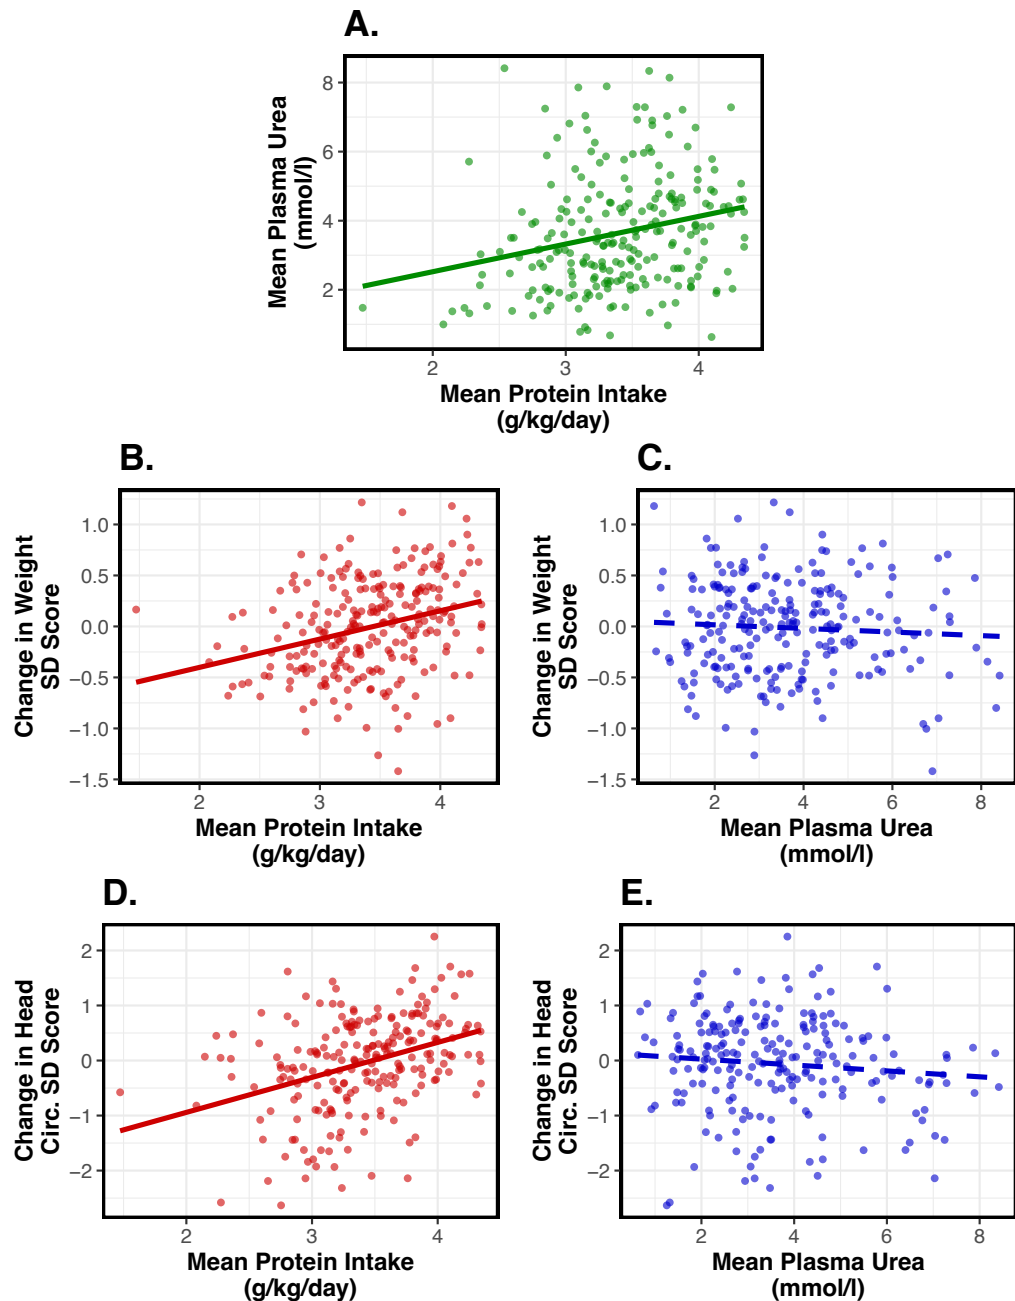 A.
Mean Plasma Urea
(mmol/l)
8
6
4
2
2 3 4
Mean Protein Intake
(g/kg/day)
B.
Change in Weight
SD Score
1.0
0.5
0.0
−0.5
−1.0
−1.5
2 3 4
Mean Protein Intake
(g/kg/day)
C.
Change in Weight
SD Score
1.0
0.5
0.0
−0.5
−1.0
−1.5
2 4 6 8
Mean Plasma Urea
(mmol/l)
D.
Change in Head
Circ. SD Score
2
1
0
−1
−2
2 3 4
Mean Protein Intake
(g/kg/day)
E.
Change in Head
Circ. SD Score
2
1
0
−1
−2
2 4 6 8
Mean Plasma Urea
(mmol/l)